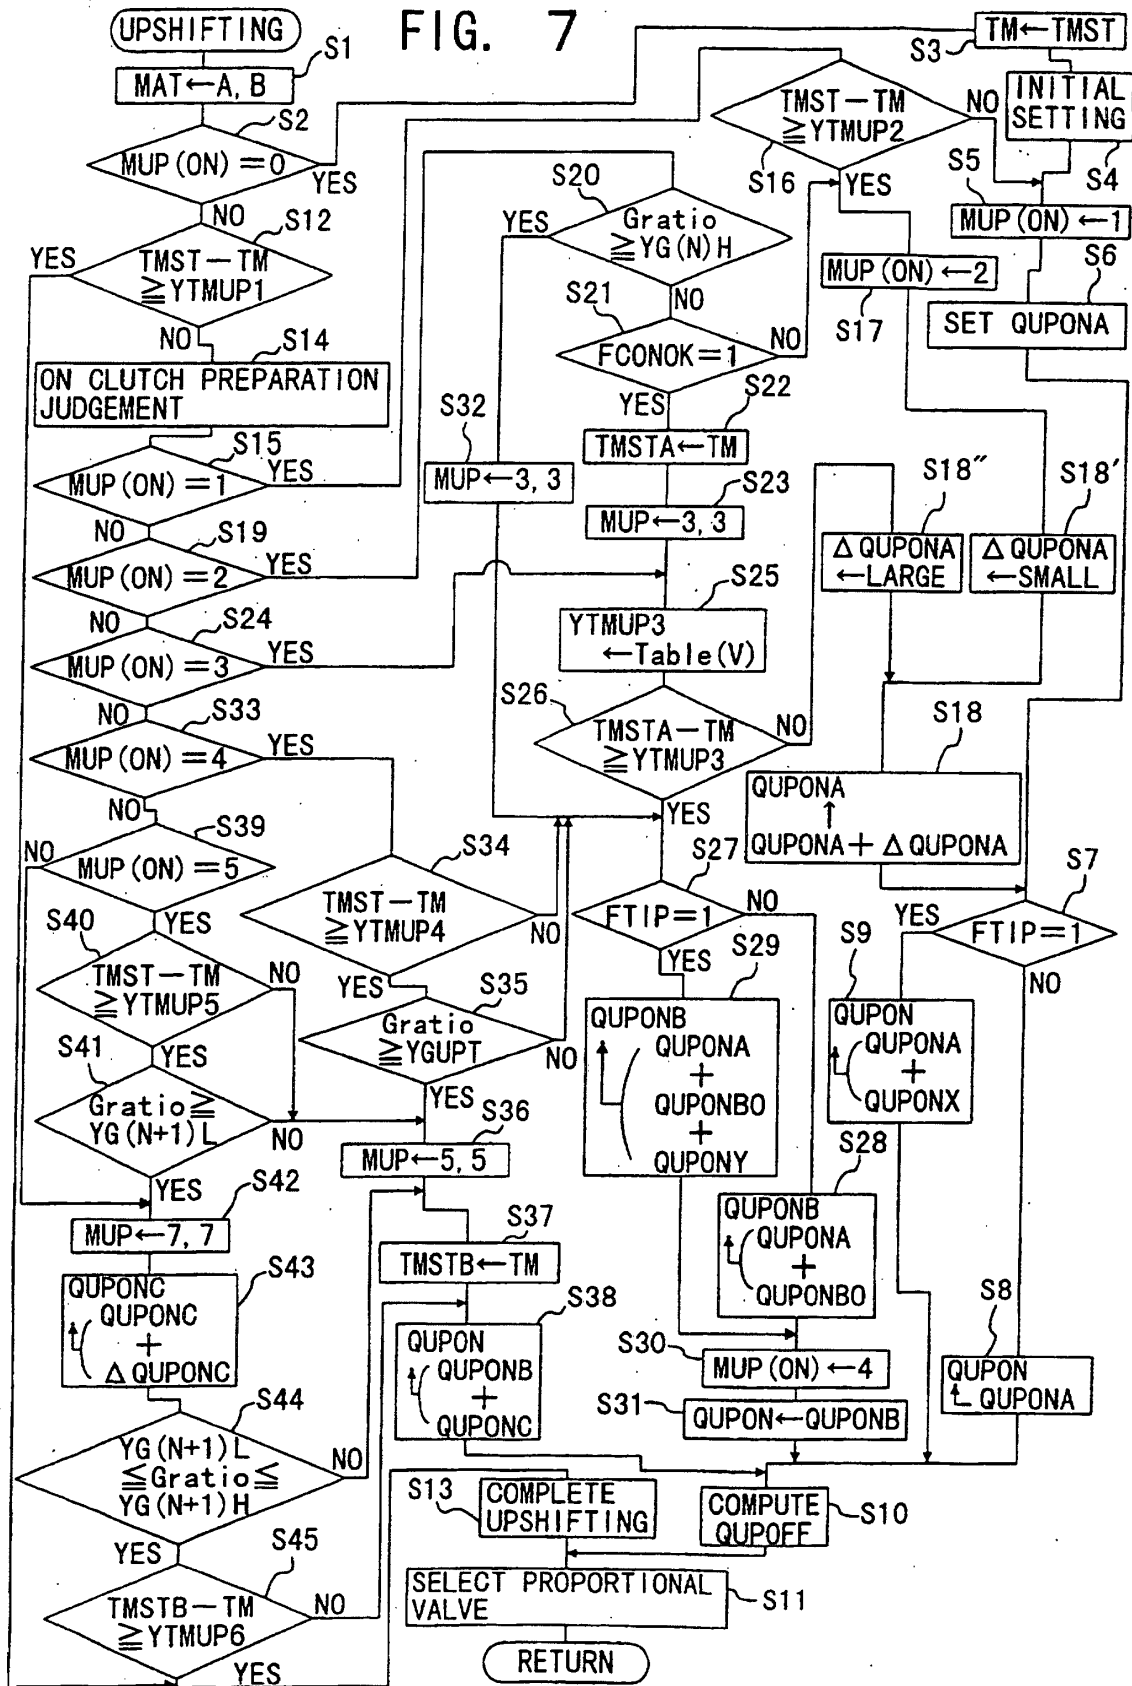 FIG. 7
UPSHIFTING
S1
MAT←A, B
S2
MUP(ON)=0
YES
NO
S12
YES
TMST−TM
≧YTMUP1
NO
S14
ON CLUTCH PREPARATION
JUDGEMENT
S15
MUP(ON)=1
YES
NO
S19
MUP(ON)=2
YES
NO
S24
MUP(ON)=3
YES
NO
S33
MUP(ON)=4
YES
NO
S39
NO
MUP(ON)=5
YES
S40
TMST−TM
≧YTMUP5
NO
YES
S41
Gratio≧
YG(N+1)L
NO
YES
S42
MUP←7, 7
S43
QUPONC
QUPONC
+
ΔQUPONC
S44
YG(N+1)L
≦Gratio≦
YG(N+1)H
NO
YES
S45
TMSTB−TM
≧YTMUP6
NO
YES
S34
TMST−TM
≧YTMUP4
NO
YES
S35
Gratio
≧YGUPT
NO
YES
S36
MUP←5, 5
S37
TMSTB←TM
S38
QUPON
QUPONB
+
QUPONC
S20
YES
Gratio
≧YG(N)H
NO
S21
FCONOK=1
NO
YES
S32
MUP←3, 3
S22
TMSTA←TM
S23
MUP←3, 3
S25
YTMUP3
←Table(V)
S26
TMSTA−TM
≧YTMUP3
NO
YES
S27
FTIP=1
NO
YES
S29
QUPONB
QUPONA
+
QUPONBO
+
QUPONY
S28
QUPONB
QUPONA
+
QUPONBO
S30
MUP(ON)←4
S31
QUPON←QUPONB
S3
TM←TMST
INITIAL
SETTING
S4
TMST−TM
≧YTMUP2
NO
S16
YES
S5
MUP(ON)←1
S6
SET QUPONA
MUP(ON)←2
S17
S18″
ΔQUPONA
←LARGE
S18′
ΔQUPONA
←SMALL
S18
QUPONA
↑
QUPONA+ΔQUPONA
S7
YES
FTIP=1
NO
S9
QUPON
QUPONA
+
QUPONX
S8
QUPON
QUPONA
S13
COMPLETE
UPSHIFTING
COMPUTE
QUPOFF
S10
SELECT PROPORTIONAL
VALVE
S11
RETURN